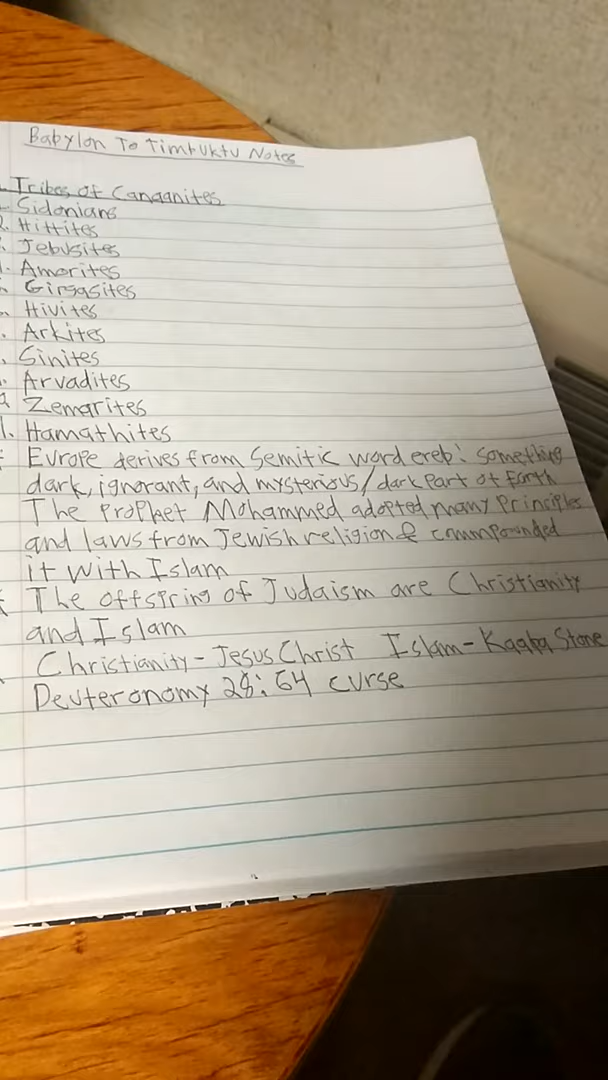 Babylon To Timbuktu Notes
Tribes of Canaanites
Sidonians
Hittites
Jebusites
Amorites
Girgasites
Hivites
Arkites
Sinites
Arvadites
Zemarites
1. Hamathites
Europe derives from Semitic word ereb: something
dark, ignorant, and mysterious/dark part of Earth
The Prophet Mohammed adopted many principles
and laws from Jewish religion & commpounded
it with Islam
The offspring of Judaism are Christianity
and Islam
Christianity - Jesus Christ Islam - Kaaba Stone
Deuteronomy 28:64 curse